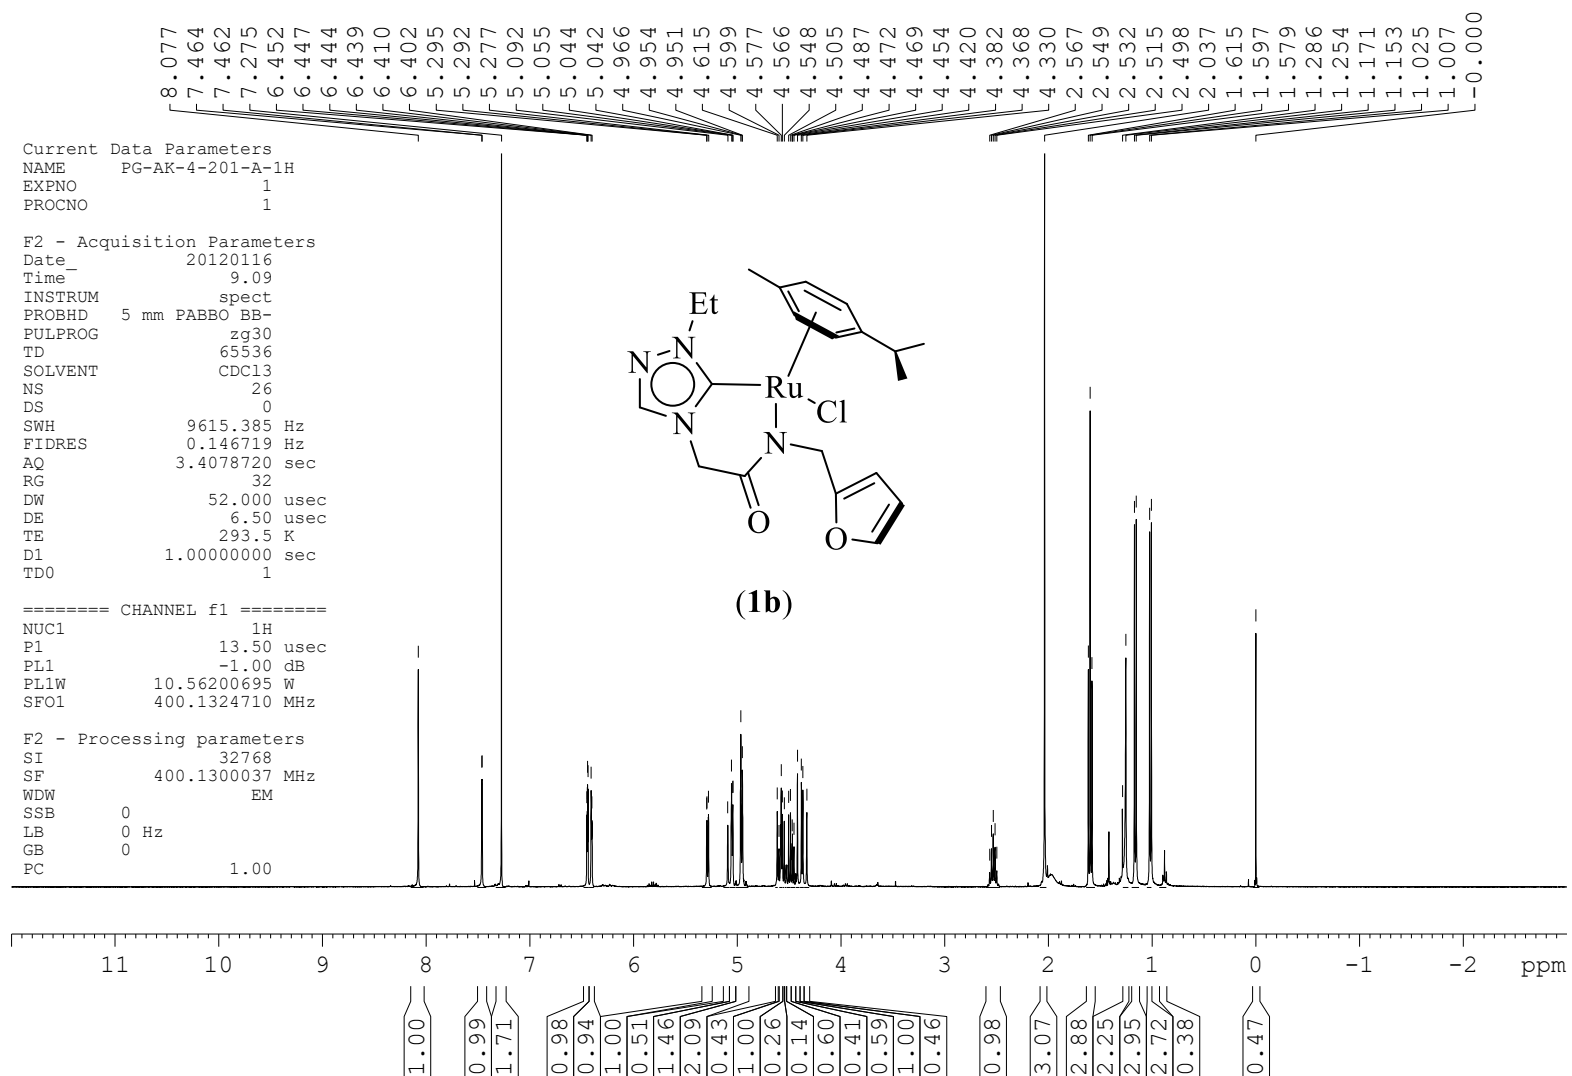 8.077
7.464
7.462
7.275
6.452
6.447
6.444
6.439
6.410
6.402
5.295
5.292
5.277
5.092
5.055
5.044
5.042
4.966
4.954
4.951
4.615
4.599
4.577
4.566
4.548
4.505
4.487
4.472
4.469
4.454
4.420
4.382
4.368
4.330
2.567
2.549
2.532
2.515
2.498
2.037
1.615
1.597
1.579
1.286
1.254
1.171
1.153
1.025
1.007
-0.000
Current Data Parameters
NAME PG-AK-4-201-A-1H
EXPNO 1
PROCNO 1
F2 - Acquisition Parameters
Date_ 20120116
Time 9.09
INSTRUM spect
PROBHD 5 mm PABBO BB-
PULPROG zg30
TD 65536
SOLVENT CDCl3
NS 26
DS 0
SWH 9615.385 Hz
FIDRES 0.146719 Hz
AQ 3.4078720 sec
RG 32
DW 52.000 usec
DE 6.50 usec
TE 293.5 K
D1 1.00000000 sec
TD0 1
======== CHANNEL f1 ========
NUC1 1H
P1 13.50 usec
PL1 -1.00 dB
PL1W 10.56200695 W
SFO1 400.1324710 MHz
F2 - Processing parameters
SI 32768
SF 400.1300037 MHz
WDW EM
SSB 0
LB 0 Hz
GB 0
PC 1.00
Et
N N
Ru
Cl
N N
O
O
(1b)
11 10 9 8 7 6 5 4 3 2 1 0 -1 -2 ppm
1.00
0.99
1.71
0.98
0.94
1.00
0.51
1.46
2.09
0.43
1.00
0.26
0.14
0.60
0.41
0.59
1.00
0.46
0.98
3.07
2.88
2.25
2.95
2.72
0.38
0.47